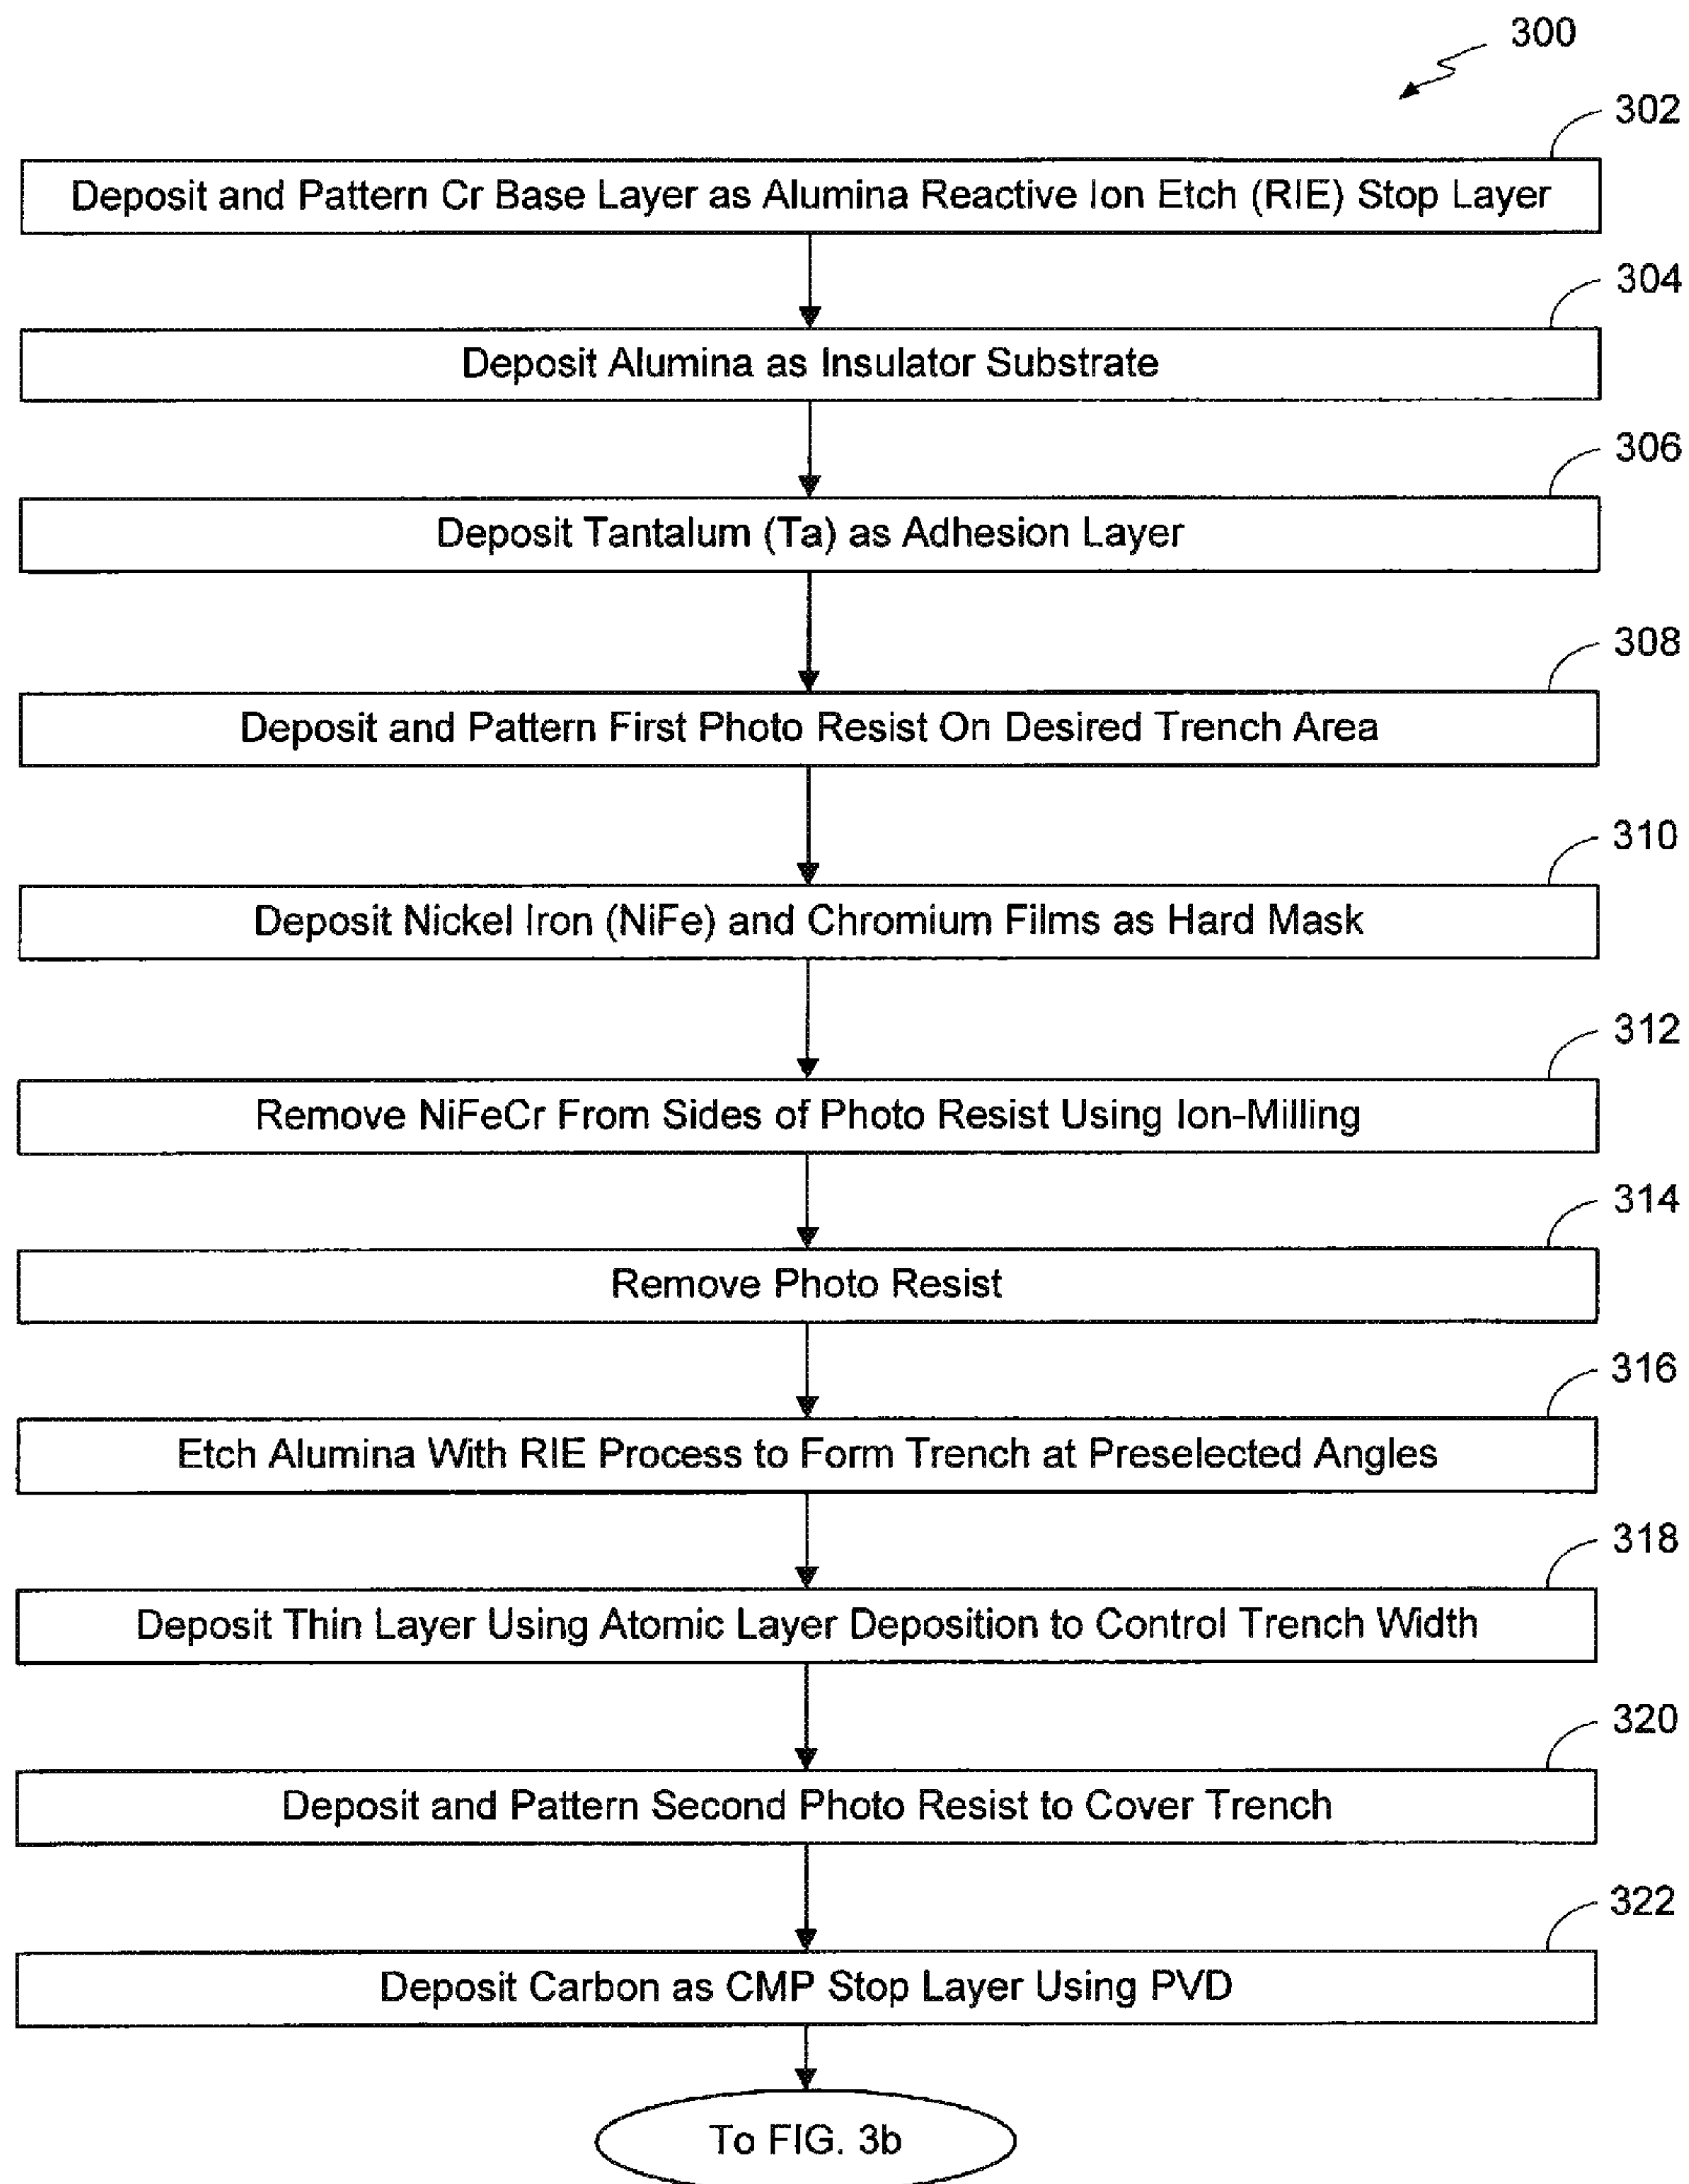 300
302
Deposit and Pattern Cr Base Layer as Alumina Reactive Ion Etch (RIE) Stop Layer
304
Deposit Alumina as Insulator Substrate
306
Deposit Tantalum (Ta) as Adhesion Layer
308
Deposit and Pattern First Photo Resist On Desired Trench Area
310
Deposit Nickel Iron (NiFe) and Chromium Films as Hard Mask
312
Remove NiFeCr From Sides of Photo Resist Using Ion-Milling
314
Remove Photo Resist
316
Etch Alumina With RIE Process to Form Trench at Preselected Angles
318
Deposit Thin Layer Using Atomic Layer Deposition to Control Trench Width
320
Deposit and Pattern Second Photo Resist to Cover Trench
322
Deposit Carbon as CMP Stop Layer Using PVD
To FIG. 3b